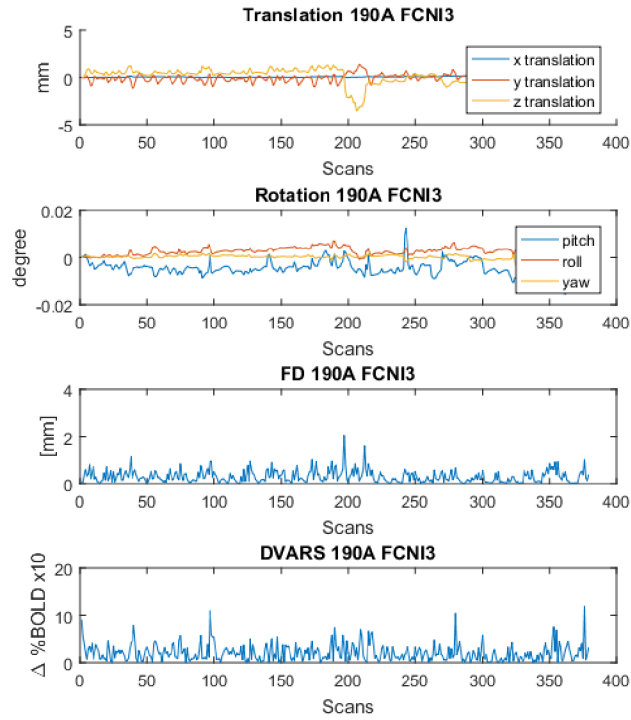 Translation 190A FCNI3
5
0
-5
mm
x translation
y translation
z translation
0 50 100 150 200 250 300 350 400
Scans
Rotation 190A FCNI3
0.02
0
-0.02
degree
pitch
roll
yaw
0 50 100 150 200 250 300 350 400
Scans
FD 190A FCNI3
4
2
0
[mm]
0 50 100 150 200 250 300 350 400
Scans
DVARS 190A FCNI3
20
10
0
Δ %BOLD x10
0 50 100 150 200 250 300 350 400
Scans